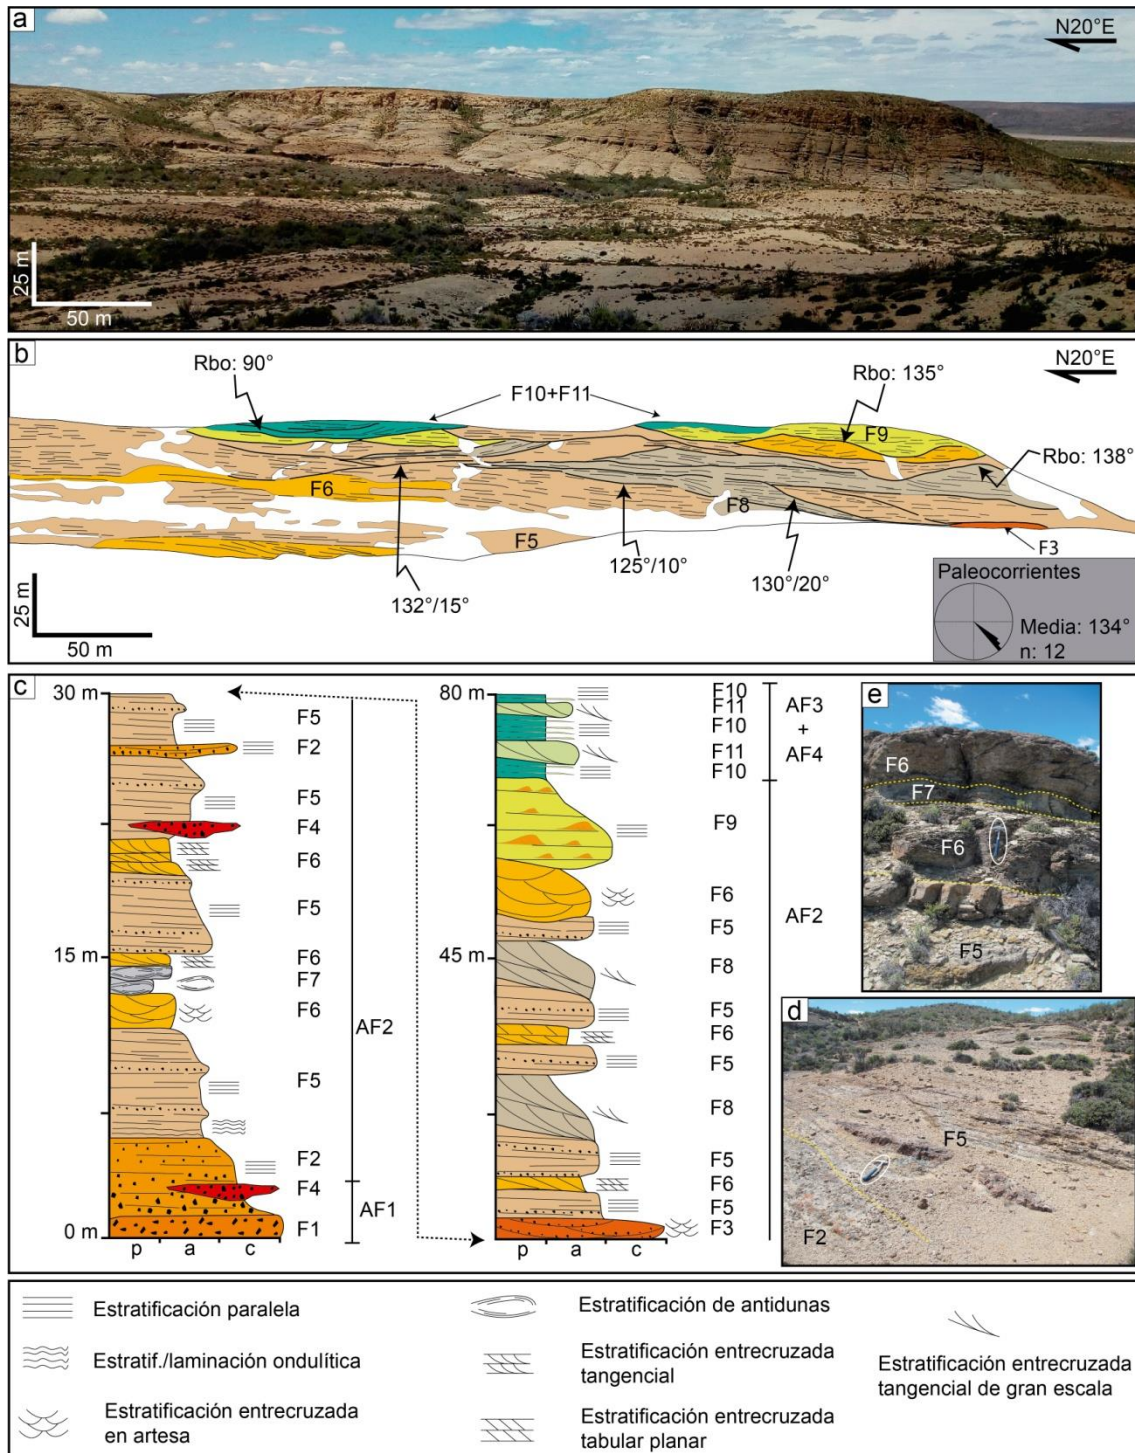 a
N20°E
25 m
50 m
b
N20°E
Rbo: 90°
F10+F11
Rbo: 135°
F9
Rbo: 138°
F6
F8
F5
F3
125°/10°
130°/20°
132°/15°
25 m
50 m
Paleocorrientes
Media: 134°
n: 12
c
30 m
F5
F2
F5
F4
F6
F5
15 m
F6
F7
F6
AF2
F5
F2
F4
AF1
F1
0 m
p a c
80 m
F10
F11
F10
F11
F10
AF3
+
AF4
F9
F6
F5
AF2
45 m
F8
F5
F6
F5
F8
F5
F6
F5
F3
p a c
e
F6
F7
F6
F5
d
F5
F2
Estratificación paralela
Estratif./laminación ondulítica
Estratificación entrecruzada
en artesa
Estratificación de antidunas
Estratificación entrecruzada
tangencial
Estratificación entrecruzada
tabular planar
Estratificación entrecruzada
tangencial de gran escala